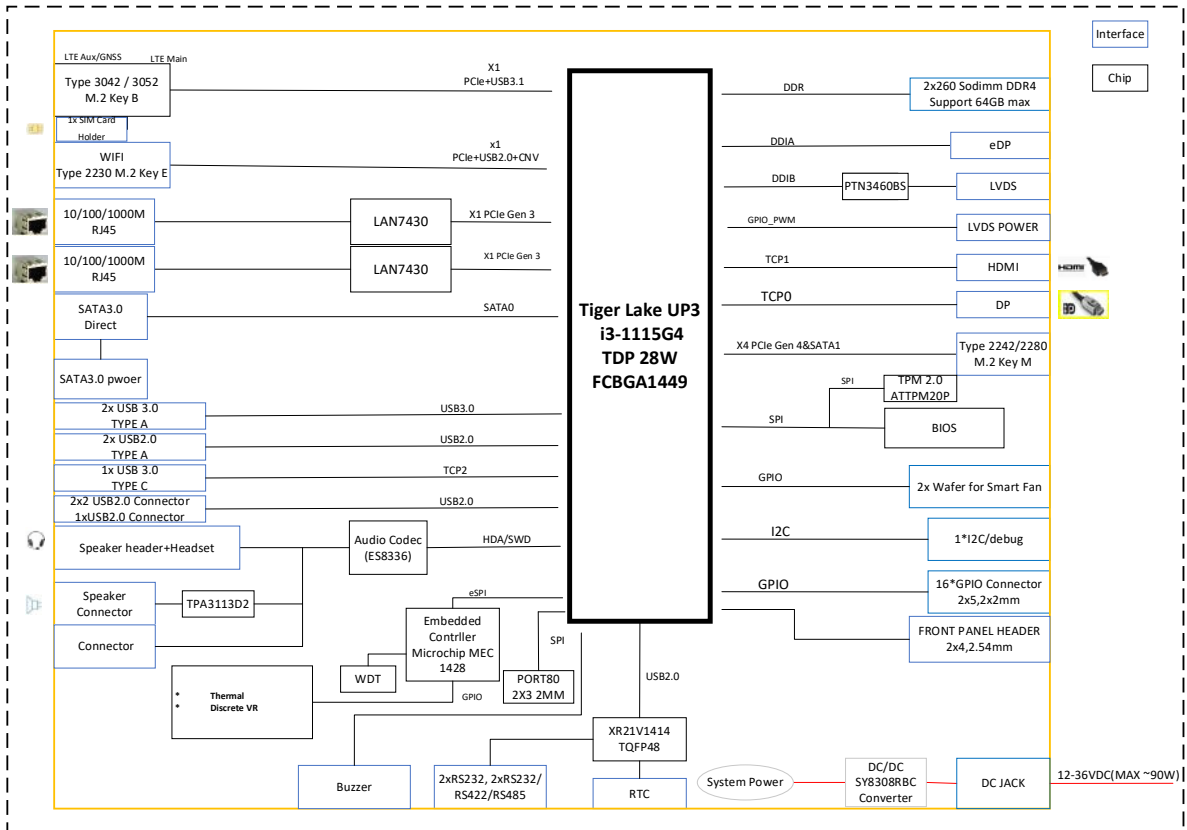 Interface
Chip
LTE Aux/GNSS
LTE Main
Type 3042 / 3052
M.2 Key B
X1
PCIe+USB3.1
1x SIM Card
Holder
WIFI
Type 2230 M.2 Key E
x1
PCIe+USB2.0+CNV
10/100/1000M
RJ45
LAN7430
X1 PCIe Gen 3
10/100/1000M
RJ45
LAN7430
X1 PCIe Gen 3
SATA3.0
Direct
SATA0
SATA3.0 pwoer
2x USB 3.0
TYPE A
USB3.0
2x USB2.0
TYPE A
USB2.0
1x USB 3.0
TYPE C
TCP2
2x2 USB2.0 Connector
1xUSB2.0 Connector
USB2.0
Speaker header+Headset
Audio Codec
(ES8336)
HDA/SWD
Speaker
Connector
TPA3113D2
Connector
eSPI
Embedded
Contrller
Microchip MEC
1428
WDT
GPIO
* Thermal
* Discrete VR
SPI
PORT80
2X3 2MM
Tiger Lake UP3
i3-1115G4
TDP 28W
FCBGA1449
DDR
2x260 Sodimm DDR4
Support 64GB max
DDIA
eDP
DDIB
PTN3460BS
LVDS
GPIO_PWM
LVDS POWER
TCP1
HDMI
HDMI
TCP0
DP
X4 PCIe Gen 4&SATA1
Type 2242/2280
M.2 Key M
SPI
TPM 2.0
ATTPM20P
SPI
BIOS
GPIO
2x Wafer for Smart Fan
I2C
1*I2C/debug
GPIO
16*GPIO Connector
2x5,2x2mm
FRONT PANEL HEADER
2x4,2.54mm
USB2.0
XR21V1414
TQFP48
Buzzer
2xRS232, 2xRS232/
RS422/RS485
RTC
System Power
DC/DC
SY8308RBC
Converter
DC JACK
12-36VDC(MAX ~90W)